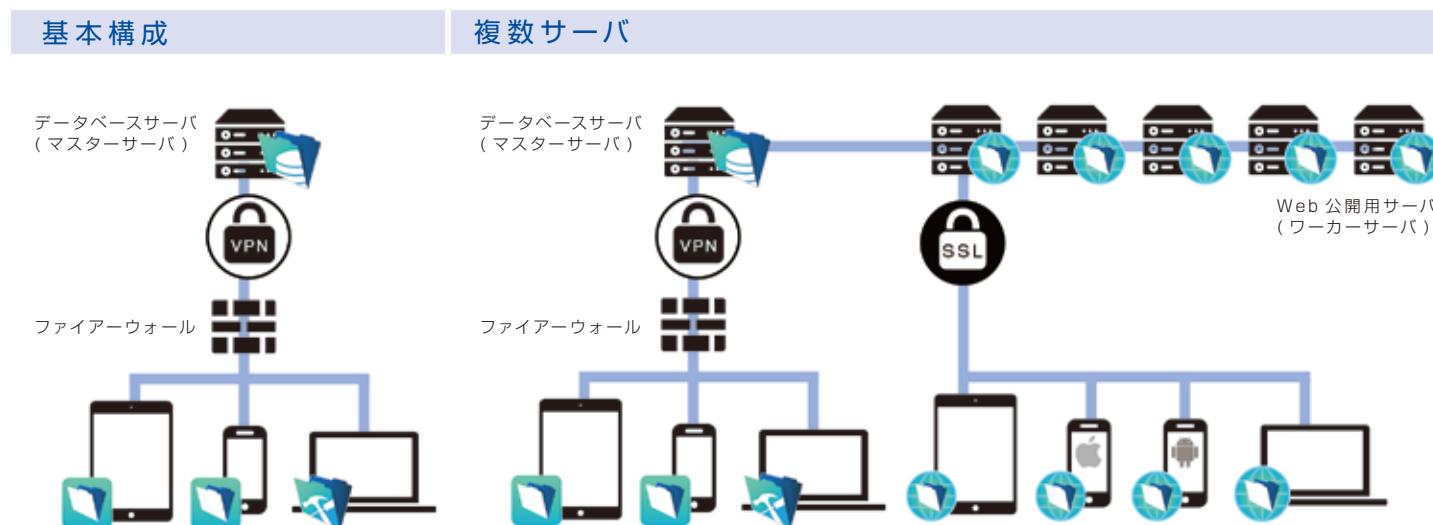 基本構成
複数サーバ
データベースサーバ
(マスターサーバ)
VPN
ファイアーウォール
データベースサーバ
(マスターサーバ)
VPN
ファイアーウォール
SSL
Web公開用サーバ
(ワーカーサーバ)